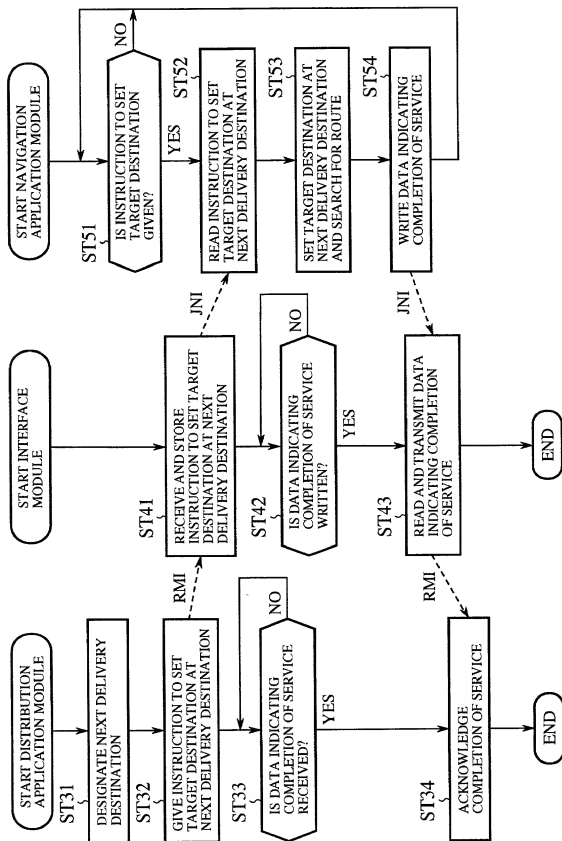 START DISTRIBUTION
APPLICATION MODULE
ST31
DESIGNATE NEXT DELIVERY
DESTINATION
ST32
GIVE INSTRUCTION TO SET
TARGET DESTINATION AT
NEXT DELIVERY DESTINATION
RMI
ST33
IS DATA INDICATING
COMPLETION OF SERVICE
RECEIVED?
NO
YES
ST34
ACKNOWLEDGE
COMPLETION OF SERVICE
END
START INTERFACE
MODULE
ST41
RECEIVE AND STORE
INSTRUCTION TO SET TARGET
DESTINATION AT NEXT
DELIVERY DESTINATION
JNI
ST42
IS DATA INDICATING
COMPLETION OF SERVICE
WRITTEN?
NO
YES
ST43
READ AND TRANSMIT DATA
INDICATING COMPLETION
OF SERVICE
RMI
END
START NAVIGATION
APPLICATION MODULE
ST51
IS INSTRUCTION TO SET
TARGET DESTINATION
GIVEN?
NO
YES
ST52
READ INSTRUCTION TO SET
TARGET DESTINATION AT
NEXT DELIVERY DESTINATION
ST53
SET TARGET DESTINATION AT
NEXT DELIVERY DESTINATION
AND SEARCH FOR ROUTE
ST54
WRITE DATA INDICATING
COMPLETION OF SERVICE
JNI